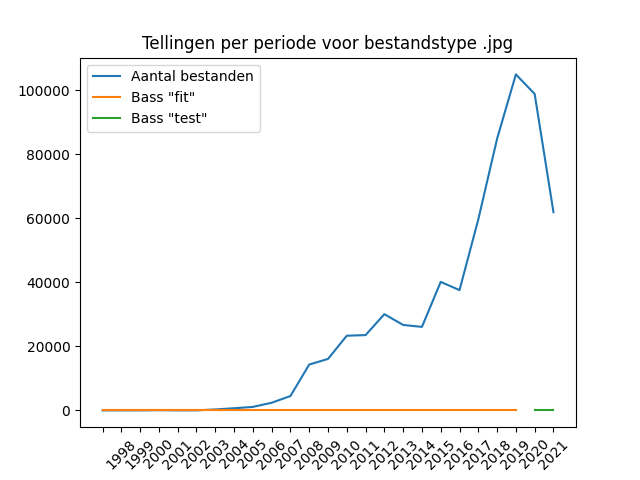 Tellingen per periode voor bestandstype .jpg
Aantal bestanden
Bass "fit"
Bass "test"
100000
80000
60000
40000
20000
0
1998 1999 2000 2001 2002 2003 2004 2005 2006 2007 2008 2009 2010 2011 2012 2013 2014 2015 2016 2017 2018 2019 2020 2021